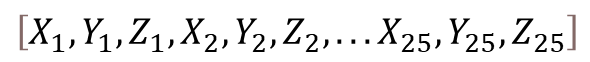 [X₁, Y₁, Z₁, X₂, Y₂, Z₂, . . . X₂₅, Y₂₅, Z₂₅]